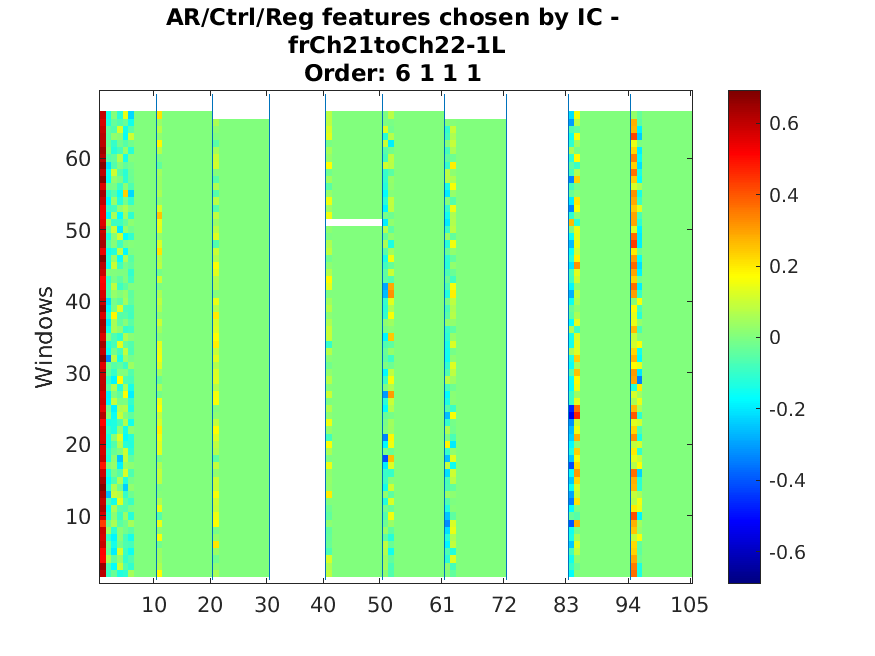 AR/Ctrl/Reg features chosen by IC -
frCh21toCh22-1L
Order: 6 1 1 1
Windows
60
50
40
30
20
10
10 20 30 40 50 61 72 83 94 105
0.6
0.4
0.2
0
-0.2
-0.4
-0.6